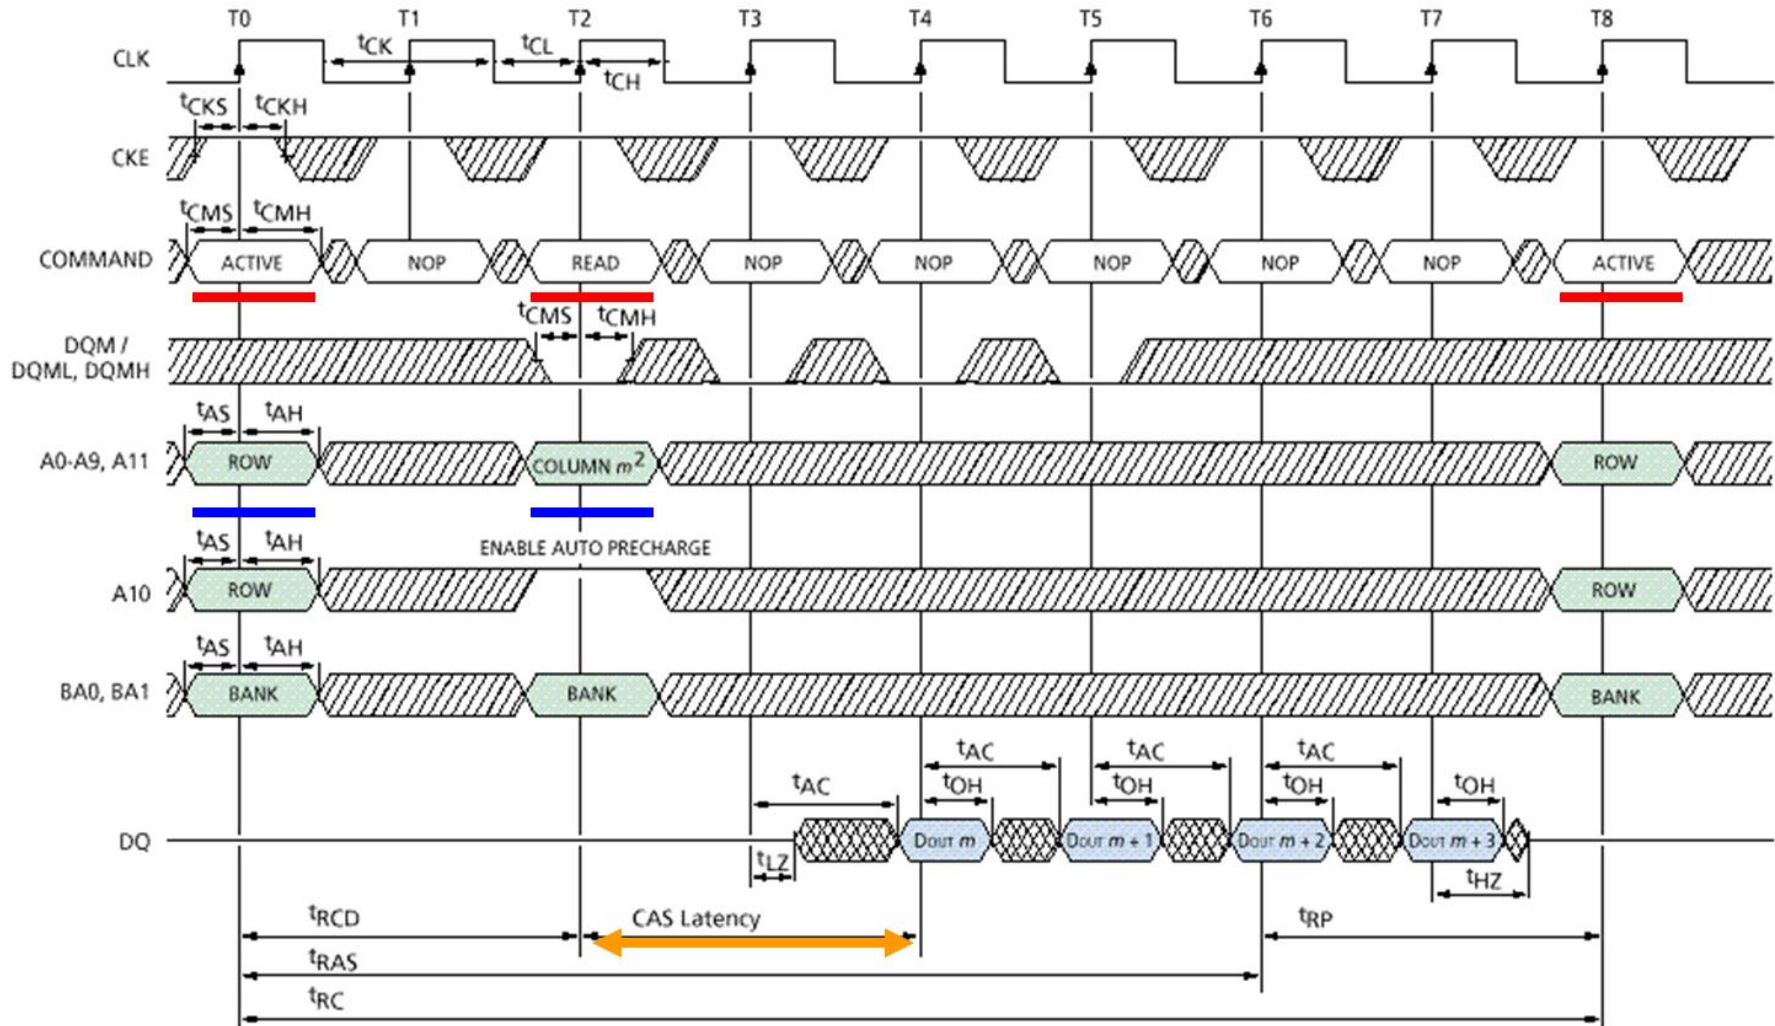 T0 T1 T2 T3 T4 T5 T6 T7 T8
CLK
tCK tCL
tCH
tCKS tCKH
CKE
tCMS tCMH
COMMAND ACTIVE NOP READ NOP NOP NOP NOP NOP ACTIVE
tCMS tCMH
DQM /
DQML, DQMH
tAS tAH
A0-A9, A11 ROW COLUMN m2 ROW
tAS tAH ENABLE AUTO PRECHARGE
A10 ROW ROW
tAS tAH
BA0, BA1 BANK BANK BANK
tAC tAC tAC
tAC tOH tOH tOH tOH
DQ DOUT m DOUT m + 1 DOUT m + 2 DOUT m + 3
tLZ tHZ
tRCD CAS Latency tRP
tRAS
tRC